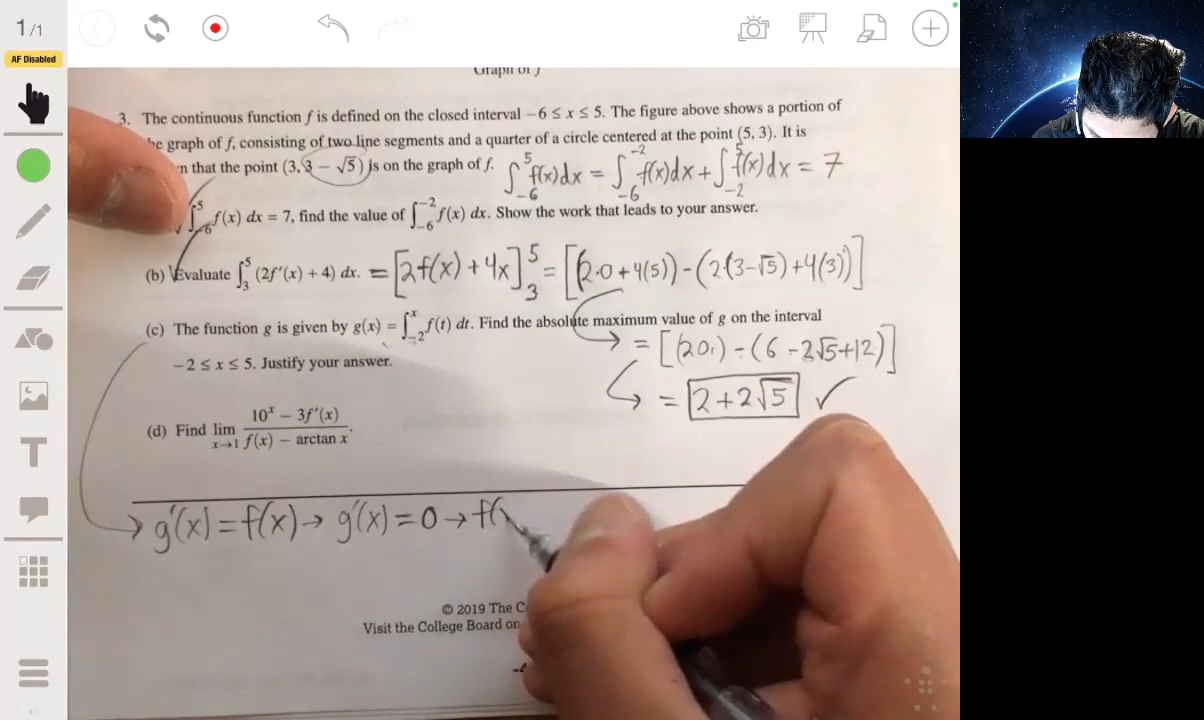 1/1
AF Disabled
Graph of f
3. The continuous function f is defined on the closed interval −6 ≤ x ≤ 5. The figure above shows a portion of
he graph of f, consisting of two line segments and a quarter of a circle centered at the point (5, 3). It is
n that the point (3, 3 − √5) is on the graph of f. ∫_{-6}^{5} f(x)dx = ∫_{-6}^{-2} f(x)dx + ∫_{-2}^{5} f(x)dx = 7
∫_{-6}^{5} f(x) dx = 7, find the value of ∫_{-6}^{-2} f(x) dx. Show the work that leads to your answer.
(b) Evaluate ∫_{3}^{5} (2f′(x) + 4) dx. = [2f(x) + 4x]_{3}^{5} = [(2·0 + 4(5)) − (2·(3−√5) + 4(3))]
(c) The function g is given by g(x) = ∫_{-2}^{x} f(t) dt. Find the absolute maximum value of g on the interval
−2 ≤ x ≤ 5. Justify your answer.
→ = [(20) − (6 − 2√5 + 12)]
→ = 2 + 2√5 ✓
(d) Find lim_{x→1} (10^x − 3f′(x)) / (f(x) − arctan x).
→ g′(x) = f(x) → g′(x) = 0 → f(
© 2019 The C
Visit the College Board on
T